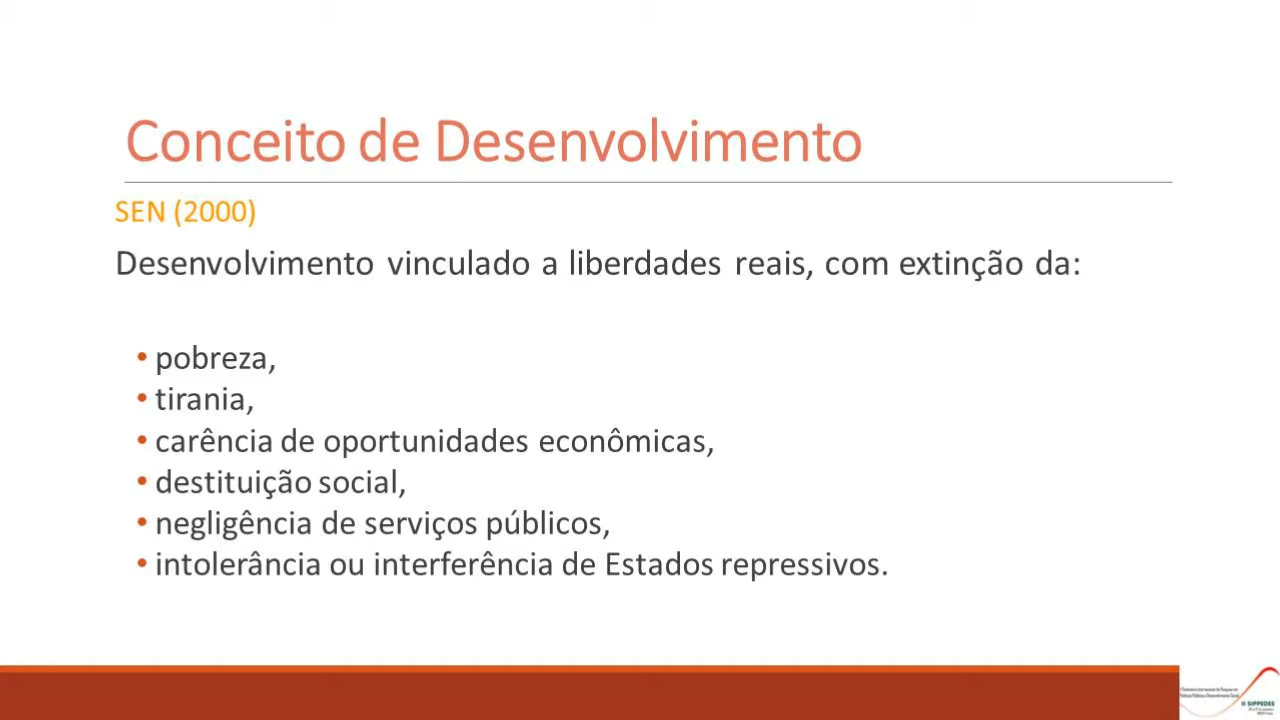 Conceito de Desenvolvimento
SEN (2000)
Desenvolvimento vinculado a liberdades reais, com extinção da:
• pobreza,
• tirania,
• carência de oportunidades econômicas,
• destituição social,
• negligência de serviços públicos,
• intolerância ou interferência de Estados repressivos.
SIPPEDES